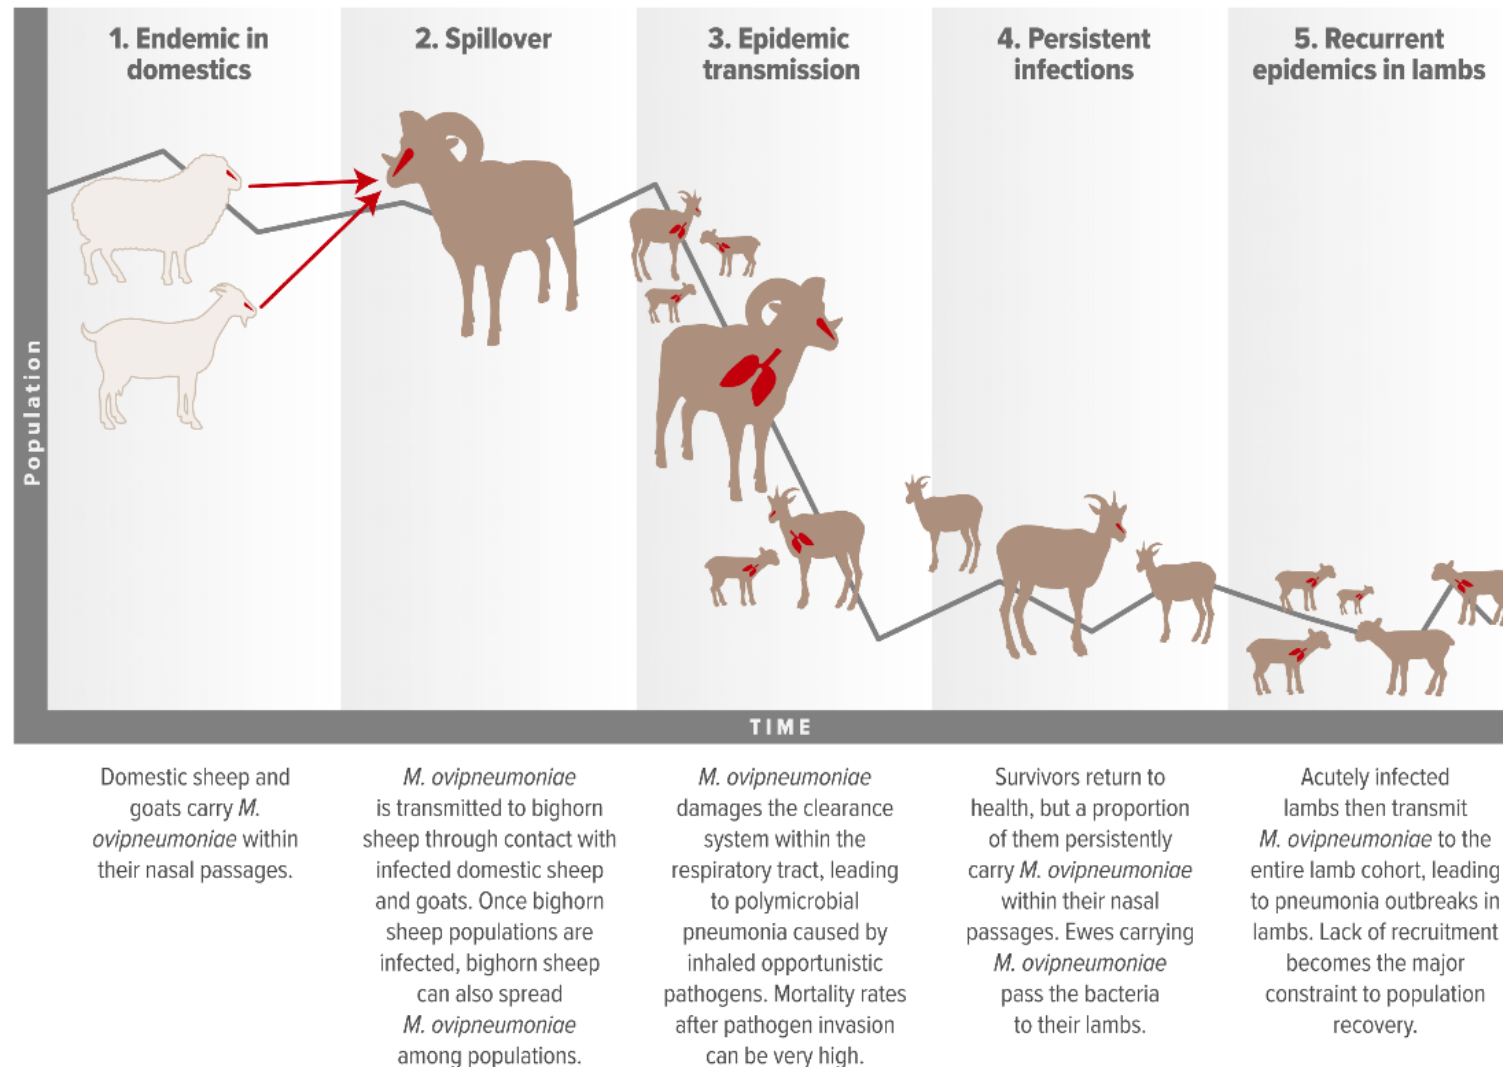 1. Endemic in
domestics
2. Spillover
3. Epidemic
transmission
4. Persistent
infections
5. Recurrent
epidemics in lambs
Population
TIME
Domestic sheep and
goats carry M.
ovipneumoniae within
their nasal passages.
M. ovipneumoniae
is transmitted to bighorn
sheep through contact with
infected domestic sheep
and goats. Once bighorn
sheep populations are
infected, bighorn sheep
can also spread
M. ovipneumoniae
among populations.
M. ovipneumoniae
damages the clearance
system within the
respiratory tract, leading
to polymicrobial
pneumonia caused by
inhaled opportunistic
pathogens. Mortality rates
after pathogen invasion
can be very high.
Survivors return to
health, but a proportion
of them persistently
carry M. ovipneumoniae
within their nasal
passages. Ewes carrying
M. ovipneumoniae
pass the bacteria
to their lambs.
Acutely infected
lambs then transmit
M. ovipneumoniae to the
entire lamb cohort, leading
to pneumonia outbreaks in
lambs. Lack of recruitment
becomes the major
constraint to population
recovery.